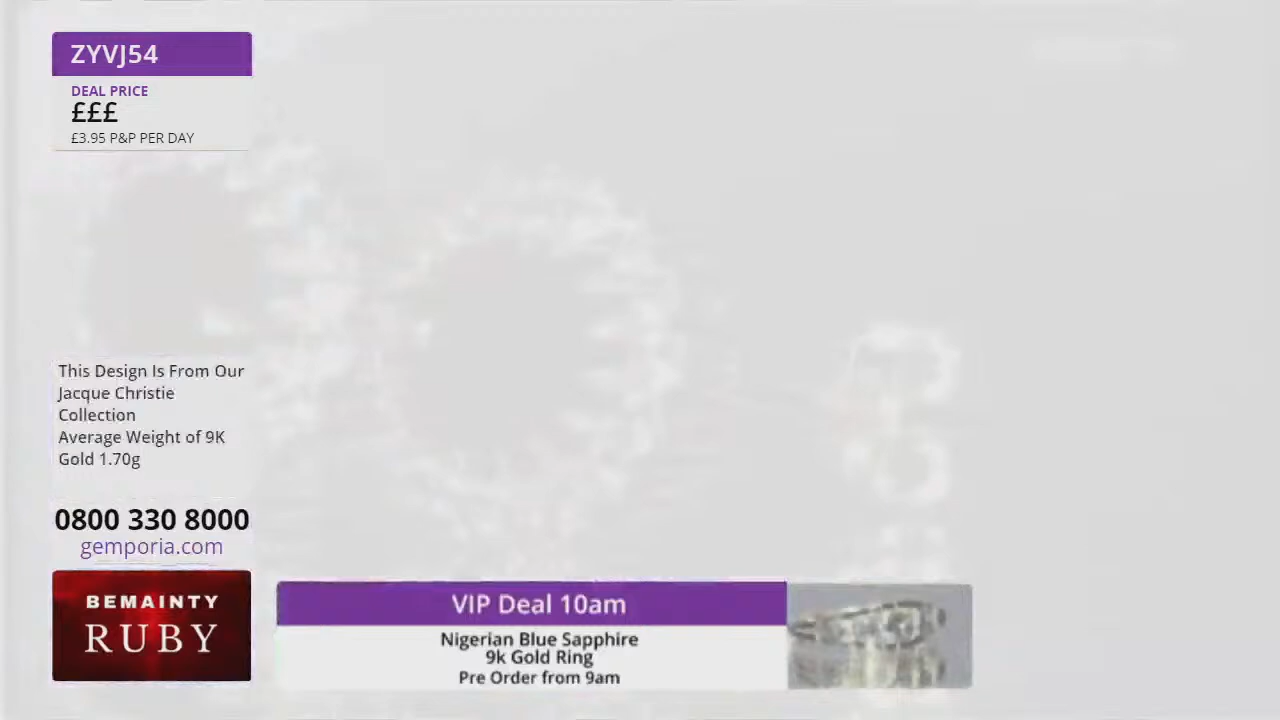 ZYVJ54
DEAL PRICE
£££
£3.95 P&P PER DAY
This Design Is From Our
Jacque Christie
Collection
Average Weight of 9K
Gold 1.70g
0800 330 8000
gemporia.com
BEMAINTY
RUBY
VIP Deal 10am
Nigerian Blue Sapphire
9k Gold Ring
Pre Order from 9am